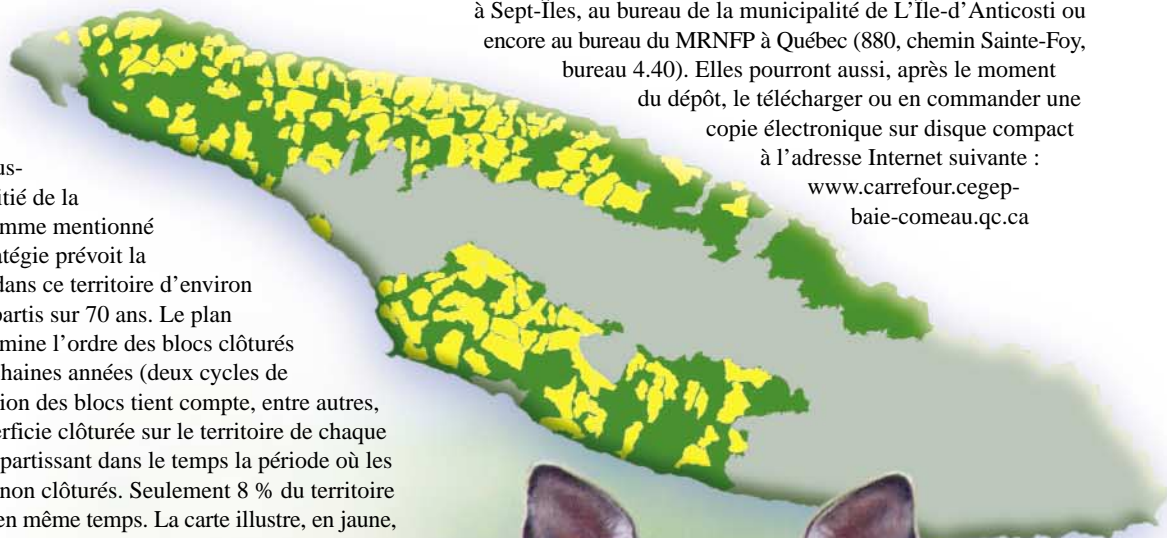 us-
itié de la
mme mentionné
atégie prévoit la
dans ce territoire d'environ
partis sur 70 ans. Le plan
mine l'ordre des blocs clôturés
haines années (deux cycles de
ion des blocs tient compte, entre autres,
erficie clôturée sur le territoire de chaque
partissant dans le temps la période où les
non clôturés. Seulement 8 % du territoire
en même temps. La carte illustre, en jaune,
à Sept-Îles, au bureau de la municipalité de L'Île-d'Anticosti ou
encore au bureau du MRNFP à Québec (880, chemin Sainte-Foy,
bureau 4.40). Elles pourront aussi, après le moment
du dépôt, le télécharger ou en commander une
copie électronique sur disque compact
à l'adresse Internet suivante :
www.carrefour.cegep-
baie-comeau.qc.ca